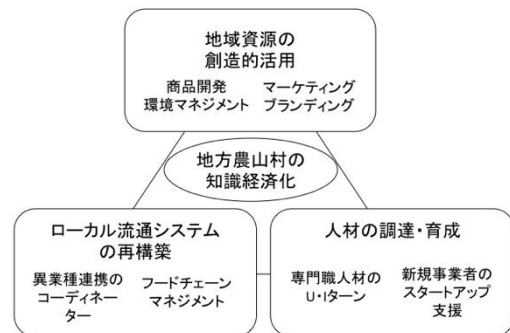 地域資源の
創造的活用
商品開発 マーケティング
環境マネジメント ブランディング
地方農山村の
知識経済化
ローカル流通システム
の再構築
異業種連携の
コーディネー
ター
フードチェーン
マネジメント
人材の調達・育成
専門職人材の
U・Iターン
新規事業者の
スタートアップ
支援